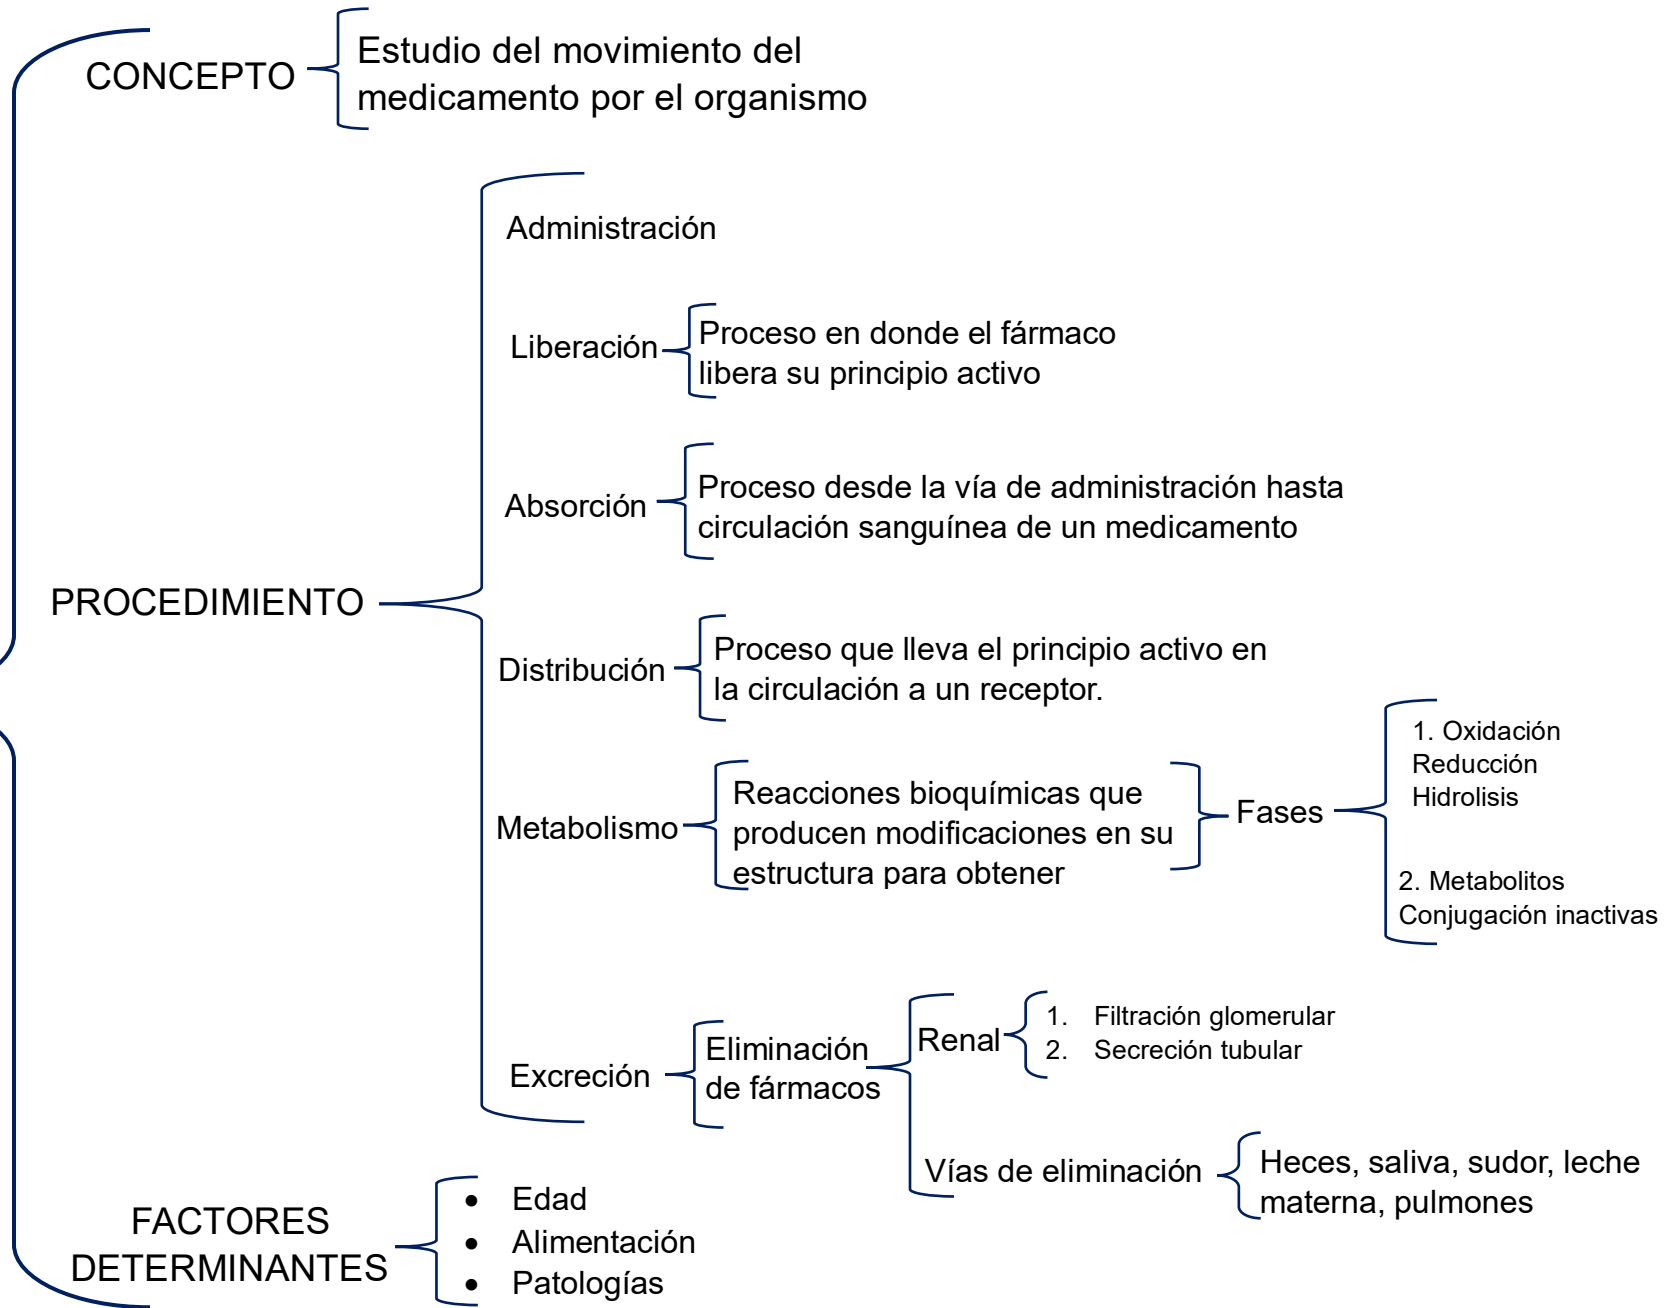 CONCEPTO
Estudio del movimiento del
medicamento por el organismo
PROCEDIMIENTO
Administración
Liberación
Proceso en donde el fármaco
libera su principio activo
Absorción
Proceso desde la vía de administración hasta
circulación sanguínea de un medicamento
Distribución
Proceso que lleva el principio activo en
la circulación a un receptor.
Metabolismo
Reacciones bioquímicas que
producen modificaciones en su
estructura para obtener
Fases
1. Oxidación
Reducción
Hidrolisis
2. Metabolitos
Conjugación inactivas
Excreción
Eliminación
de fármacos
Renal
1. Filtración glomerular
2. Secreción tubular
Vías de eliminación
Heces, saliva, sudor, leche
materna, pulmones
FACTORES
DETERMINANTES
• Edad
• Alimentación
• Patologías